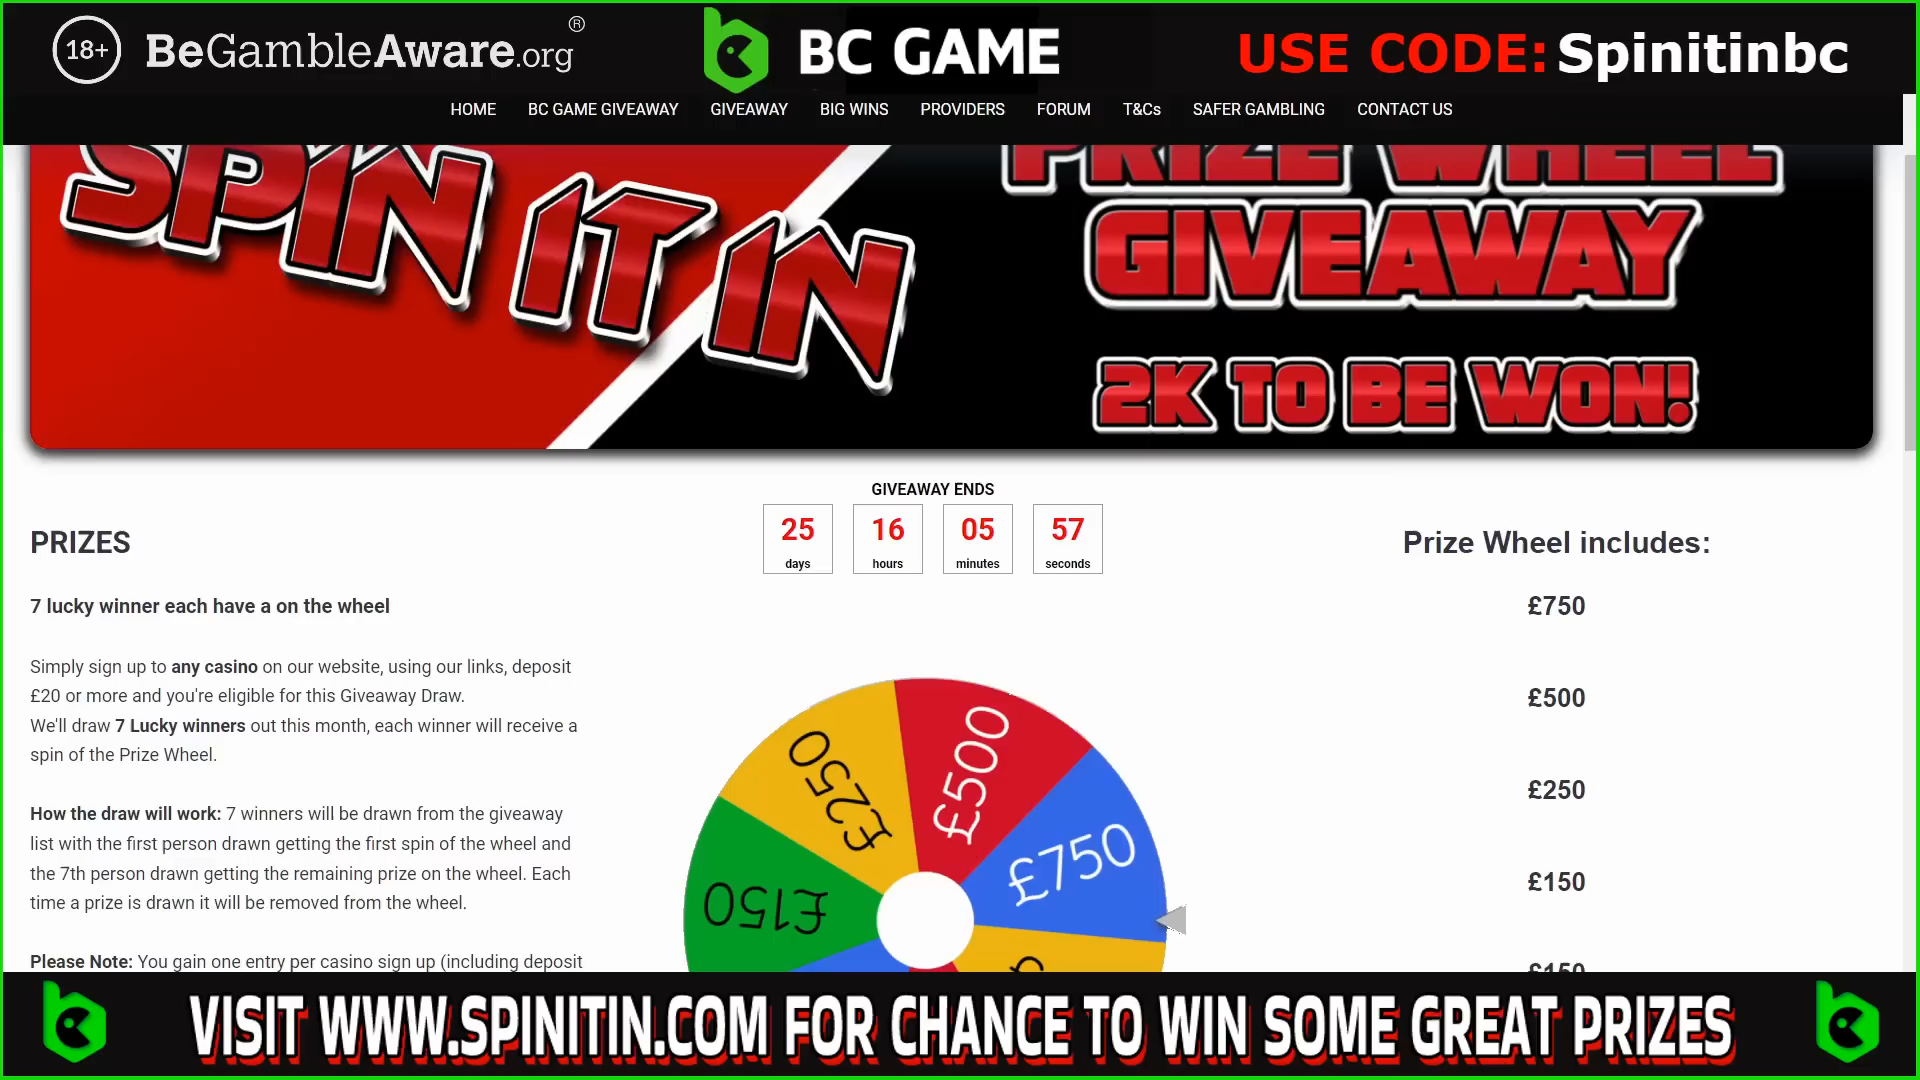 18+ BeGambleAware.org®
BC GAME
USE CODE: Spinitinbc
HOME BC GAME GIVEAWAY GIVEAWAY BIG WINS PROVIDERS FORUM T&Cs SAFER GAMBLING CONTACT US
SPIN IT IN
PRIZE WHEEL
GIVEAWAY
2K TO BE WON!
GIVEAWAY ENDS
25 16 05 57
days hours minutes seconds
PRIZES
7 lucky winner each have a on the wheel
Simply sign up to any casino on our website, using our links, deposit
£20 or more and you're eligible for this Giveaway Draw.
We'll draw 7 Lucky winners out this month, each winner will receive a
spin of the Prize Wheel.
How the draw will work: 7 winners will be drawn from the giveaway
list with the first person drawn getting the first spin of the wheel and
the 7th person drawn getting the remaining prize on the wheel. Each
time a prize is drawn it will be removed from the wheel.
Please Note: You gain one entry per casino sign up (including deposit
£250
£500
£750
£150
Prize Wheel includes:
£750
£500
£250
£150
£150
VISIT WWW.SPINITIN.COM FOR CHANCE TO WIN SOME GREAT PRIZES